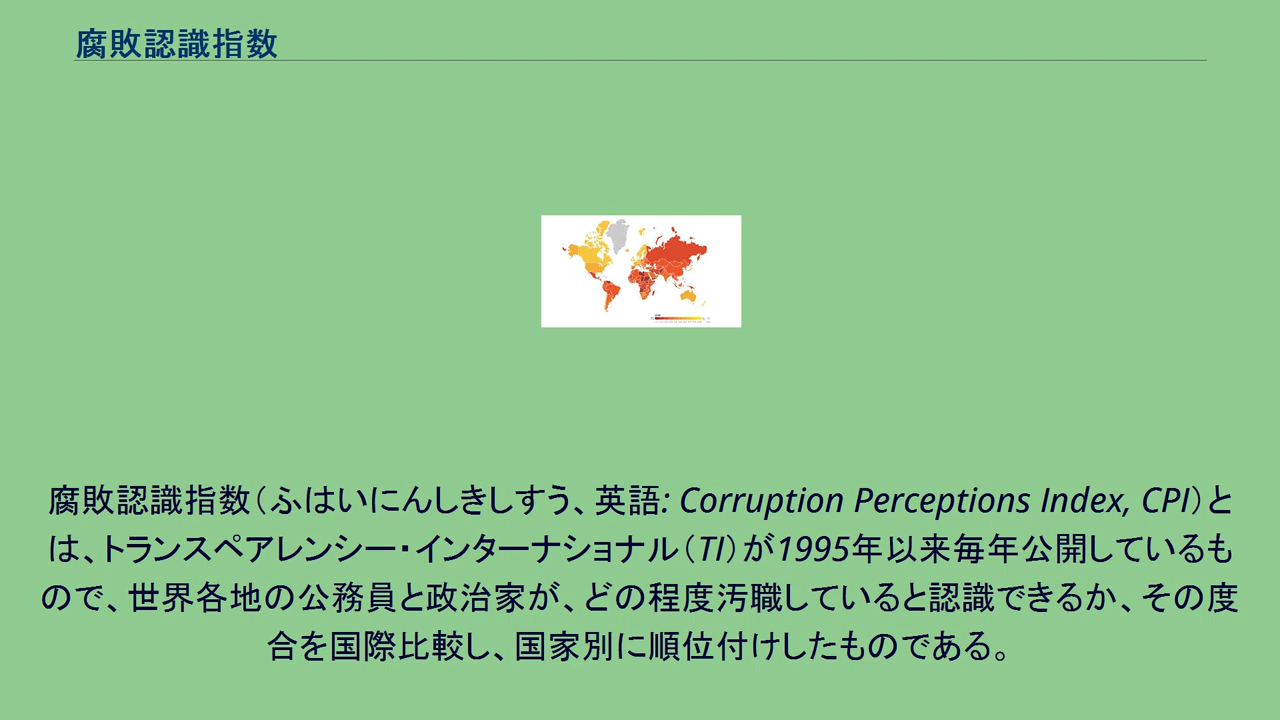 腐敗認識指数
腐敗認識指数（ふはいにんしきしすう、英語: Corruption Perceptions Index, CPI）と
は、トランスペアレンシー・インターナショナル（TI）が1995年以来毎年公開しているも
ので、世界各地の公務員と政治家が、どの程度汚職していると認識できるか、その度
合を国際比較し、国家別に順位付けしたものである。